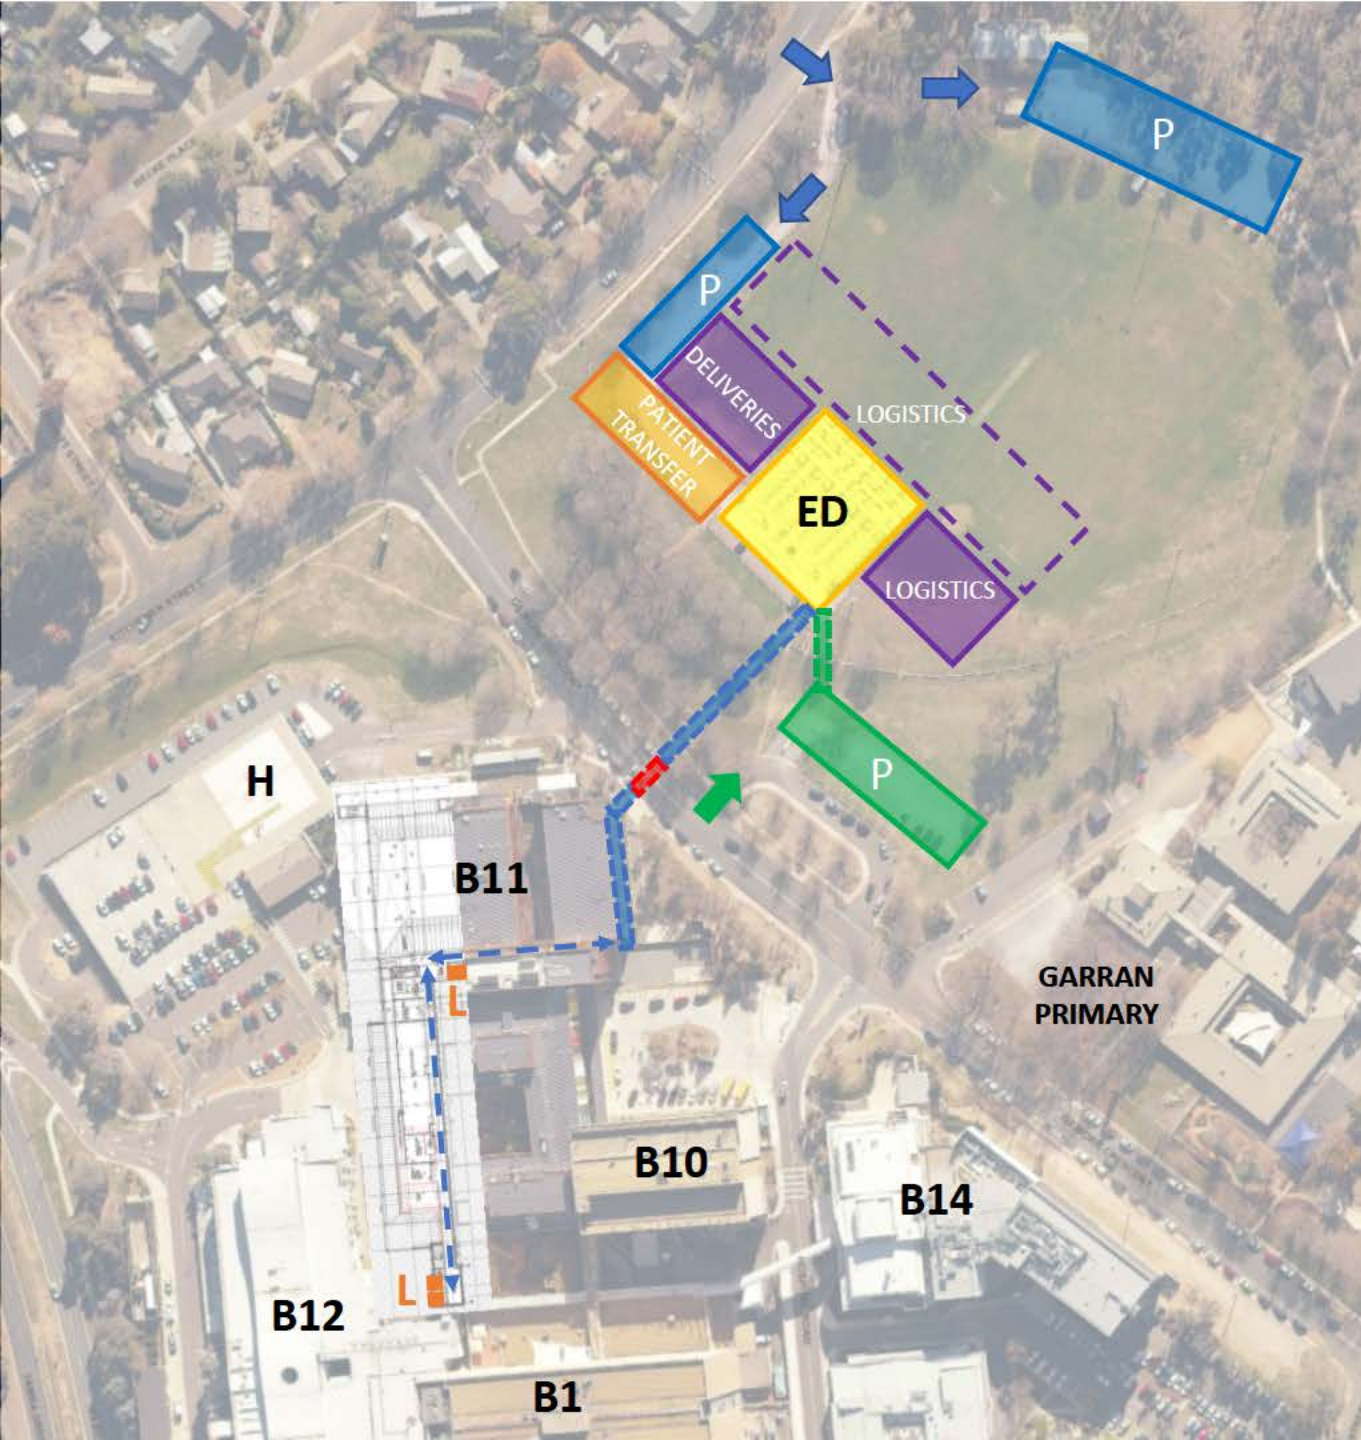 P
P
DELIVERIES
PATIENT
TRANSFER
LOGISTICS
ED
LOGISTICS
P
H
B11
L
GARRAN
PRIMARY
B10
B14
L
B12
B1